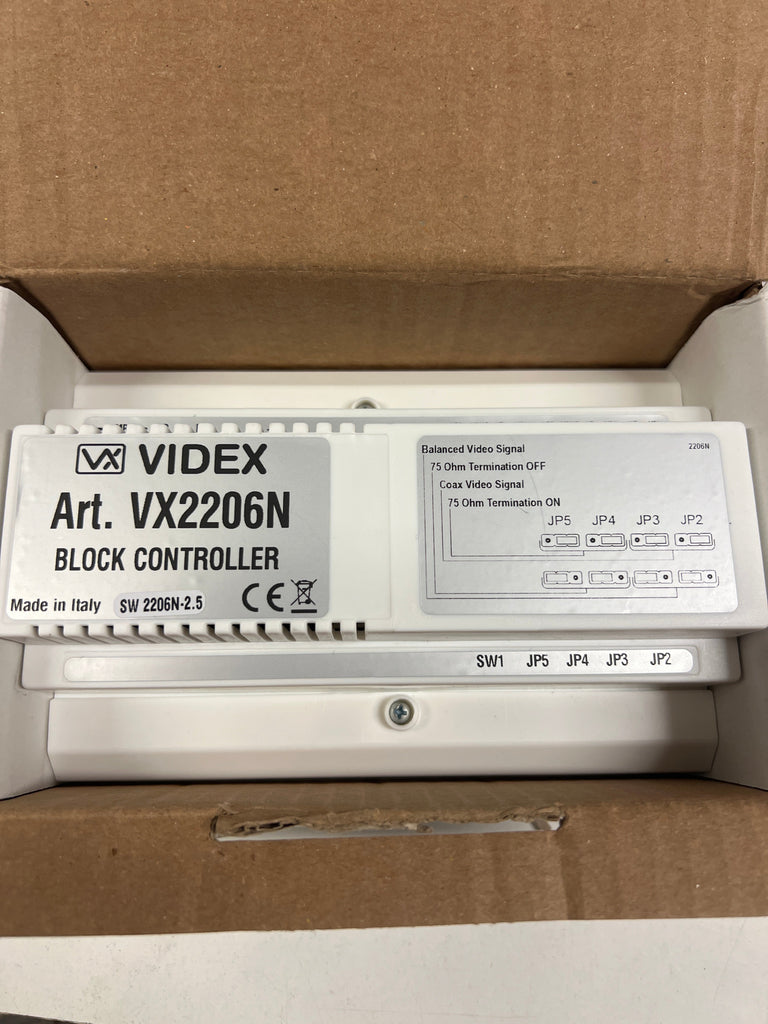 VX VIDEX
Art. VX2206N
BLOCK CONTROLLER
Made in Italy SW 2206N-2.5 CE
Balanced Video Signal 2206N
75 Ohm Termination OFF
Coax Video Signal
75 Ohm Termination ON
JP5 JP4 JP3 JP2
SW1 JP5 JP4 JP3 JP2